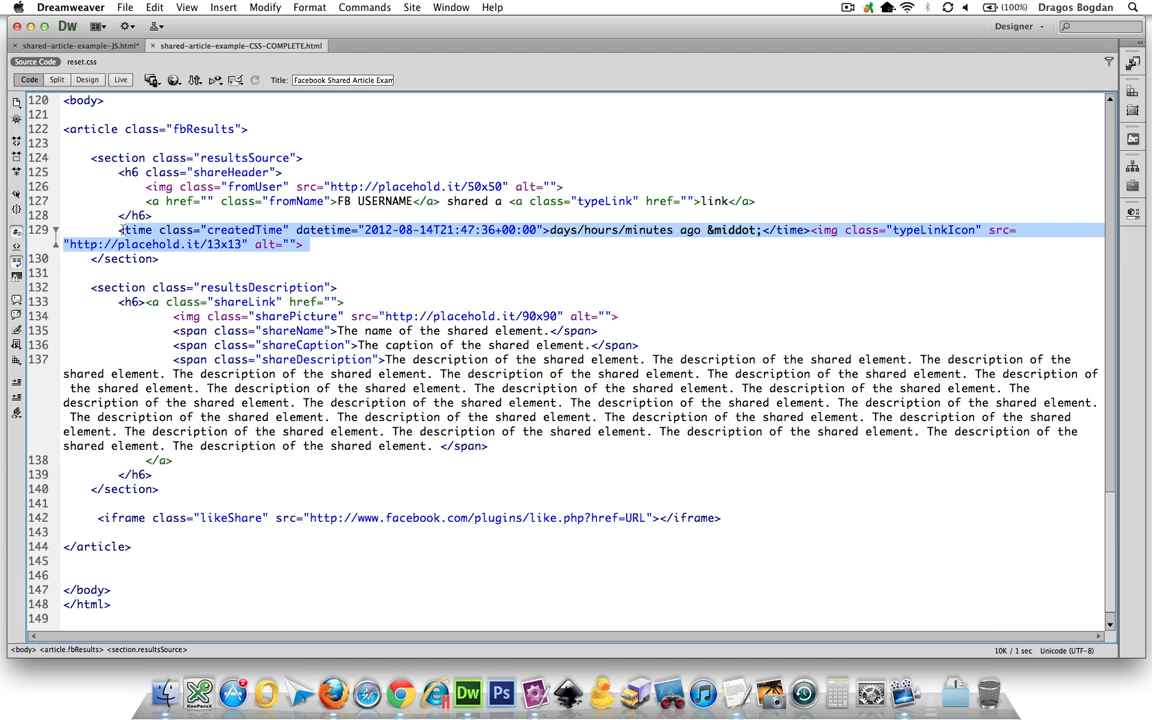 Dreamweaver File Edit View Insert Modify Format Commands Site Window Help (100%) Dragos Bogdan
Dw Designer
shared-article-example-JS.html* shared-article-example-CSS-COMPLETE.html
Source Code reset.css
Code Split Design Live Title: Facebook Shared Article Exam
120 <body>
121
122 <article class="fbResults">
123
124 <section class="resultsSource">
125 <h6 class="shareHeader">
126 <img class="fromUser" src="http://placehold.it/50x50" alt="">
127 <a href="" class="fromName">FB USERNAME</a> shared a <a class="typeLink" href="">link</a>
128 </h6>
129 <time class="createdTime" datetime="2012-08-14T21:47:36+00:00">days/hours/minutes ago &middot;</time><img class="typeLinkIcon" src=
"http://placehold.it/13x13" alt="">
130 </section>
131
132 <section class="resultsDescription">
133 <h6><a class="shareLink" href="">
134 <img class="sharePicture" src="http://placehold.it/90x90" alt="">
135 <span class="shareName">The name of the shared element.</span>
136 <span class="shareCaption">The caption of the shared element.</span>
137 <span class="shareDescription">The description of the shared element. The description of the shared element. The description of the
shared element. The description of the shared element. The description of the shared element. The description of the shared element. The description of
the shared element. The description of the shared element. The description of the shared element. The description of the shared element. The
description of the shared element. The description of the shared element. The description of the shared element. The description of the shared element.
The description of the shared element. The description of the shared element. The description of the shared element. The description of the shared
element. The description of the shared element. The description of the shared element. The description of the shared element. The description of the
shared element. The description of the shared element. </span>
138 </a>
139 </h6>
140 </section>
141
142 <iframe class="likeShare" src="http://www.facebook.com/plugins/like.php?href=URL"></iframe>
143
144 </article>
145
146
147 </body>
148 </html>
149
<body> <article.fbResults> <section.resultsSource> 10K / 1 sec Unicode (UTF-8)
KeePassX Dw Ps